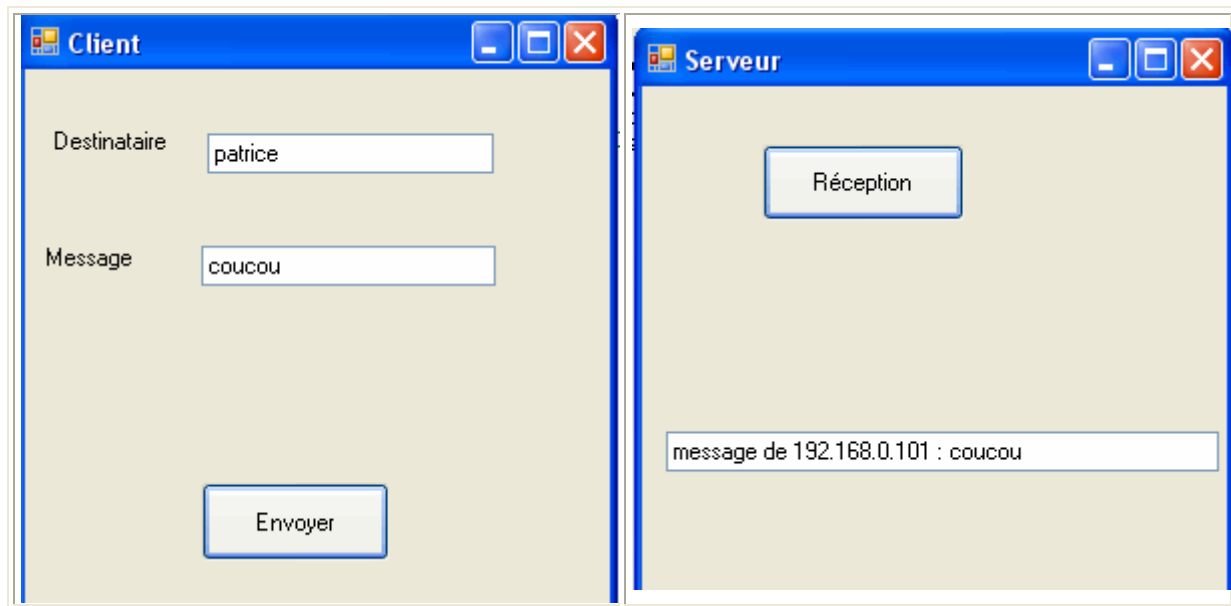 Client
Destinataire
patrice
Message
coucou
Envoyer
Serveur
Réception
message de 192.168.0.101 : coucou